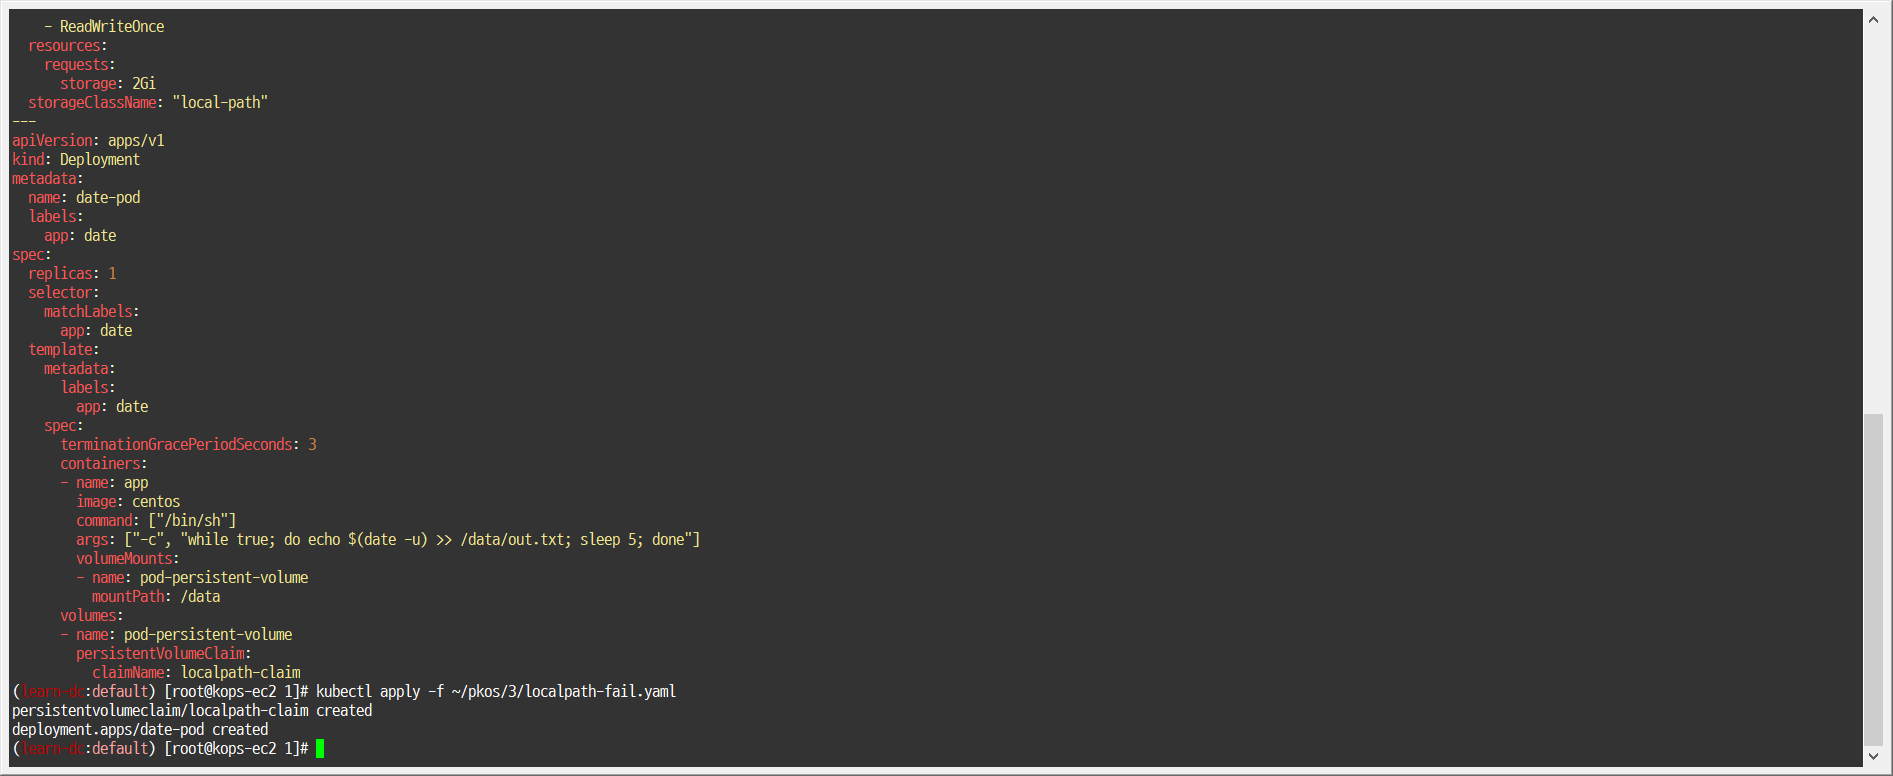 - ReadWriteOnce
  resources:
    requests:
      storage: 2Gi
  storageClassName: "local-path"
---
apiVersion: apps/v1
kind: Deployment
metadata:
  name: date-pod
  labels:
    app: date
spec:
  replicas: 1
  selector:
    matchLabels:
      app: date
  template:
    metadata:
      labels:
        app: date
    spec:
      terminationGracePeriodSeconds: 3
      containers:
      - name: app
        image: centos
        command: ["/bin/sh"]
        args: ["-c", "while true; do echo $(date -u) >> /data/out.txt; sleep 5; done"]
        volumeMounts:
        - name: pod-persistent-volume
          mountPath: /data
      volumes:
      - name: pod-persistent-volume
        persistentVolumeClaim:
          claimName: localpath-claim
(learn-dc:default) [root@kops-ec2 1]# kubectl apply -f ~/pkos/3/localpath-fail.yaml
persistentvolumeclaim/localpath-claim created
deployment.apps/date-pod created
(learn-dc:default) [root@kops-ec2 1]#